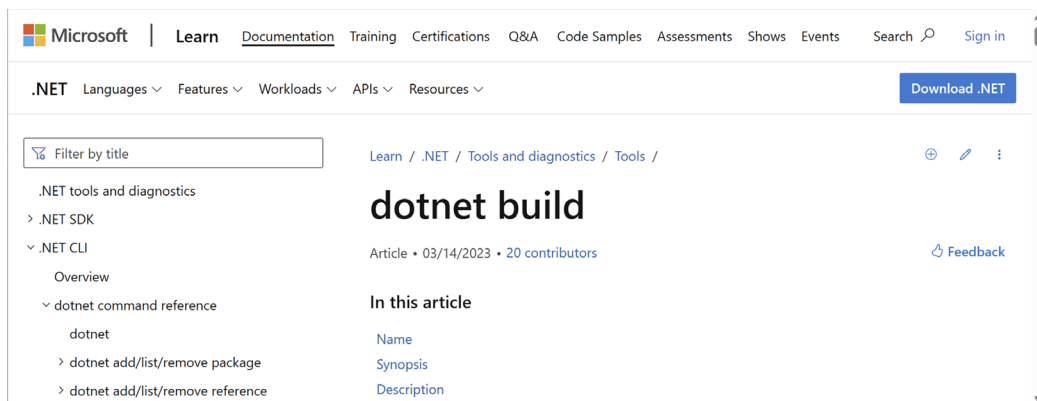 Microsoft | Learn Documentation Training Certifications Q&A Code Samples Assessments Shows Events Search Sign in
.NET Languages Features Workloads APIs Resources Download .NET
Filter by title
.NET tools and diagnostics
.NET SDK
.NET CLI
Overview
dotnet command reference
dotnet
dotnet add/list/remove package
dotnet add/list/remove reference
Learn / .NET / Tools and diagnostics / Tools /
dotnet build
Article • 03/14/2023 • 20 contributors
Feedback
In this article
Name
Synopsis
Description